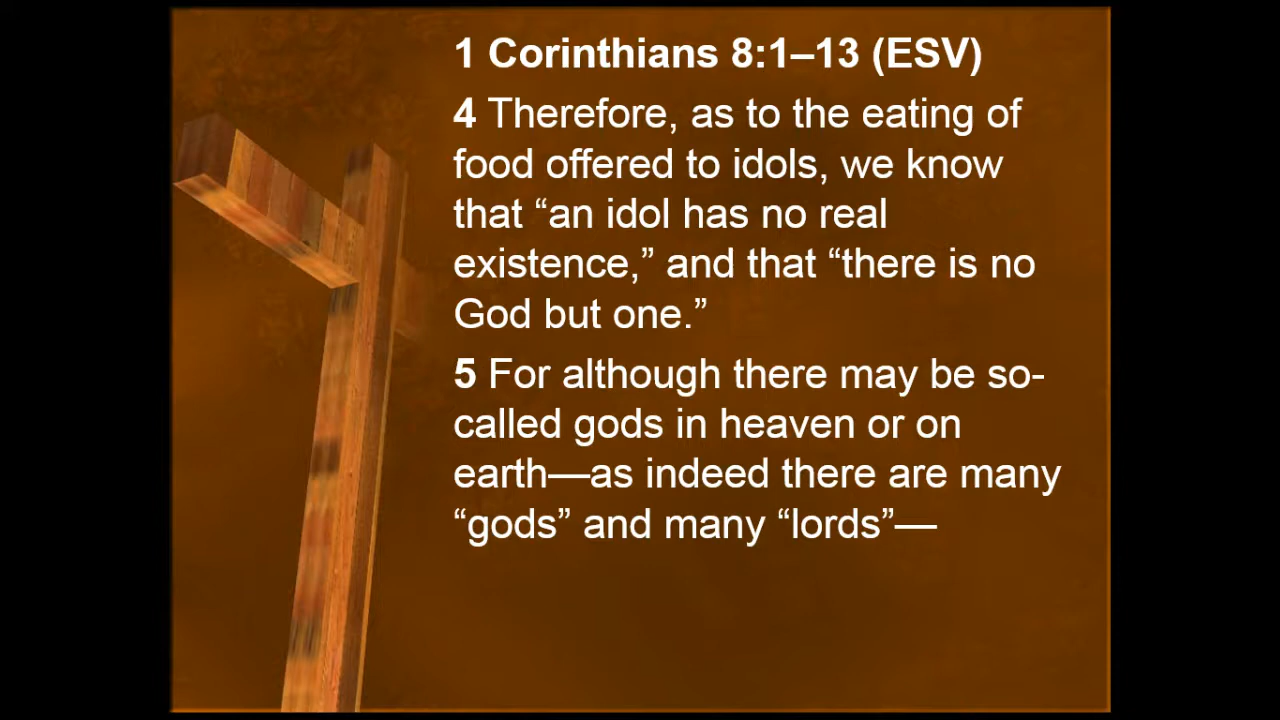 1 Corinthians 8:1–13 (ESV)
4 Therefore, as to the eating of
food offered to idols, we know
that “an idol has no real
existence,” and that “there is no
God but one.”
5 For although there may be so-
called gods in heaven or on
earth—as indeed there are many
“gods” and many “lords”—